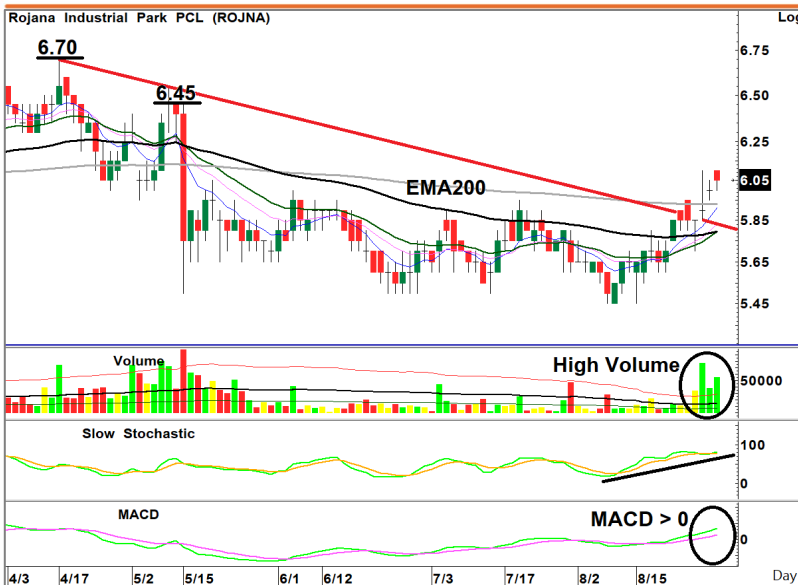 Rojana Industrial Park PCL (ROJNA)
Log
6.70
6.45
EMA200
6.75
6.50
6.25
6.05
5.85
5.65
5.45
Volume
High Volume
50000
Slow Stochastic
100
0
MACD
MACD > 0
0
4/3 4/17 5/2 5/15 6/1 6/12 7/3 7/17 8/2 8/15 Day